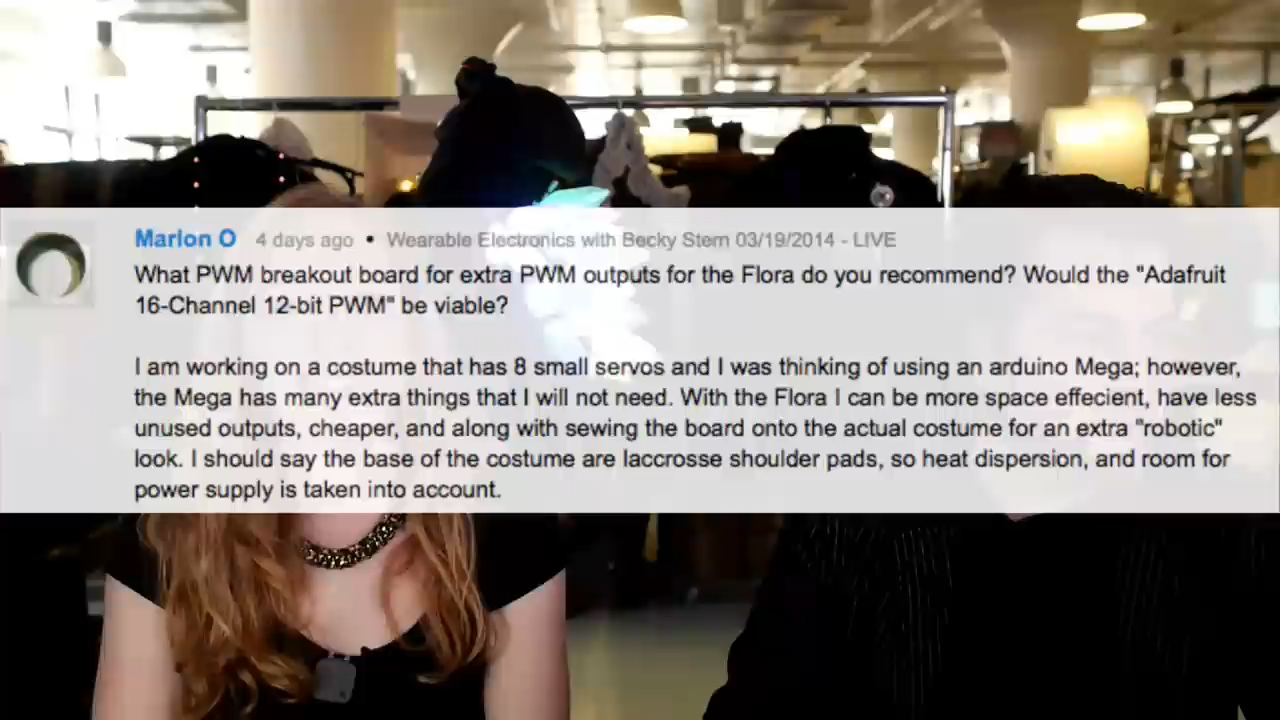 Marlon O 4 days ago • Wearable Electronics with Becky Stern 03/19/2014 - LIVE
What PWM breakout board for extra PWM outputs for the Flora do you recommend? Would the "Adafruit
16-Channel 12-bit PWM" be viable?
I am working on a costume that has 8 small servos and I was thinking of using an arduino Mega; however,
the Mega has many extra things that I will not need. With the Flora I can be more space effecient, have less
unused outputs, cheaper, and along with sewing the board onto the actual costume for an extra "robotic"
look. I should say the base of the costume are laccrosse shoulder pads, so heat dispersion, and room for
power supply is taken into account.